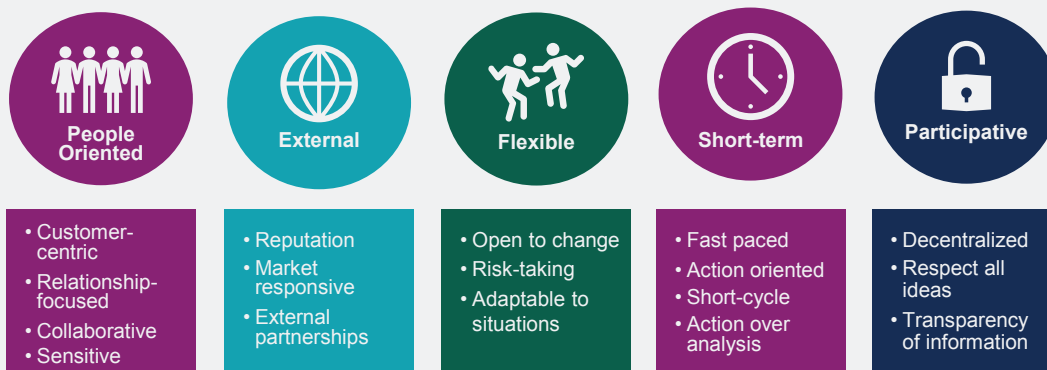 People
Oriented
External
Flexible
Short-term
Participative
• Customer-
centric
• Relationship-
focused
• Collaborative
• Sensitive
• Reputation
• Market
responsive
• External
partnerships
• Open to change
• Risk-taking
• Adaptable to
situations
• Fast paced
• Action oriented
• Short-cycle
• Action over
analysis
• Decentralized
• Respect all
ideas
• Transparency
of information